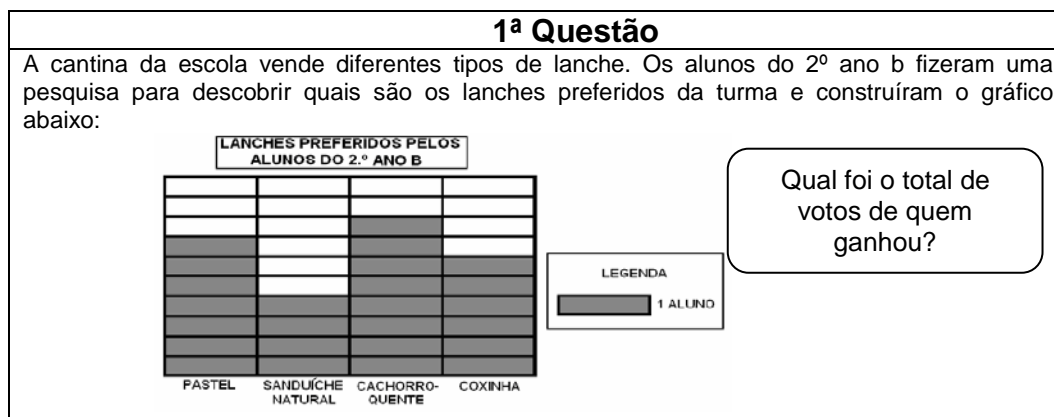 1ª Questão
A cantina da escola vende diferentes tipos de lanche. Os alunos do 2º ano b fizeram uma
pesquisa para descobrir quais são os lanches preferidos da turma e construíram o gráfico
abaixo:
LANCHES PREFERIDOS PELOS
ALUNOS DO 2.º ANO B
Qual foi o total de
votos de quem
ganhou?
LEGENDA
1 ALUNO
PASTEL
SANDUÍCHE
NATURAL
CACHORRO-
QUENTE
COXINHA